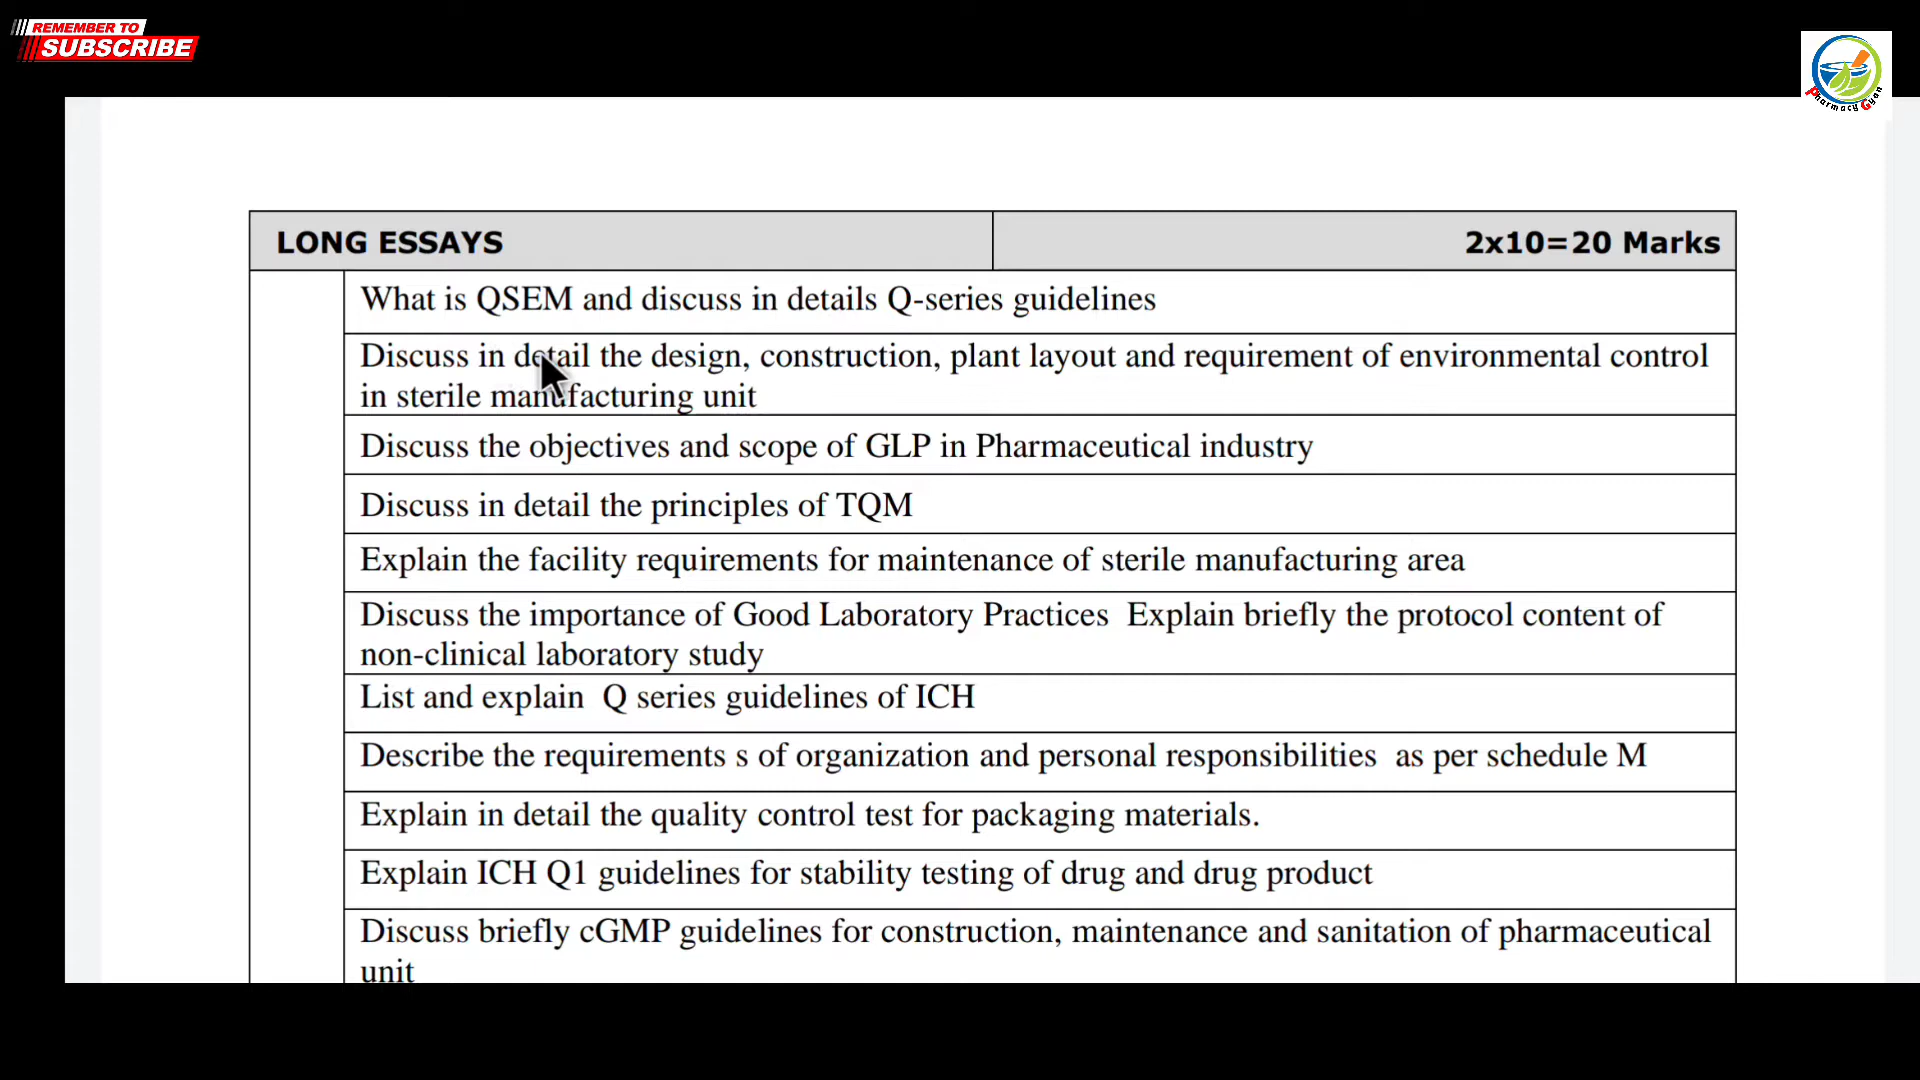 REMEMBER TO
SUBSCRIBE
Pharmacy Gyan
LONG ESSAYS 2x10=20 Marks
What is QSEM and discuss in details Q-series guidelines
Discuss in detail the design, construction, plant layout and requirement of environmental control
in sterile manufacturing unit
Discuss the objectives and scope of GLP in Pharmaceutical industry
Discuss in detail the principles of TQM
Explain the facility requirements for maintenance of sterile manufacturing area
Discuss the importance of Good Laboratory Practices  Explain briefly the protocol content of
non-clinical laboratory study
List and explain  Q series guidelines of ICH
Describe the requirements s of organization and personal responsibilities  as per schedule M
Explain in detail the quality control test for packaging materials.
Explain ICH Q1 guidelines for stability testing of drug and drug product
Discuss briefly cGMP guidelines for construction, maintenance and sanitation of pharmaceutical
unit